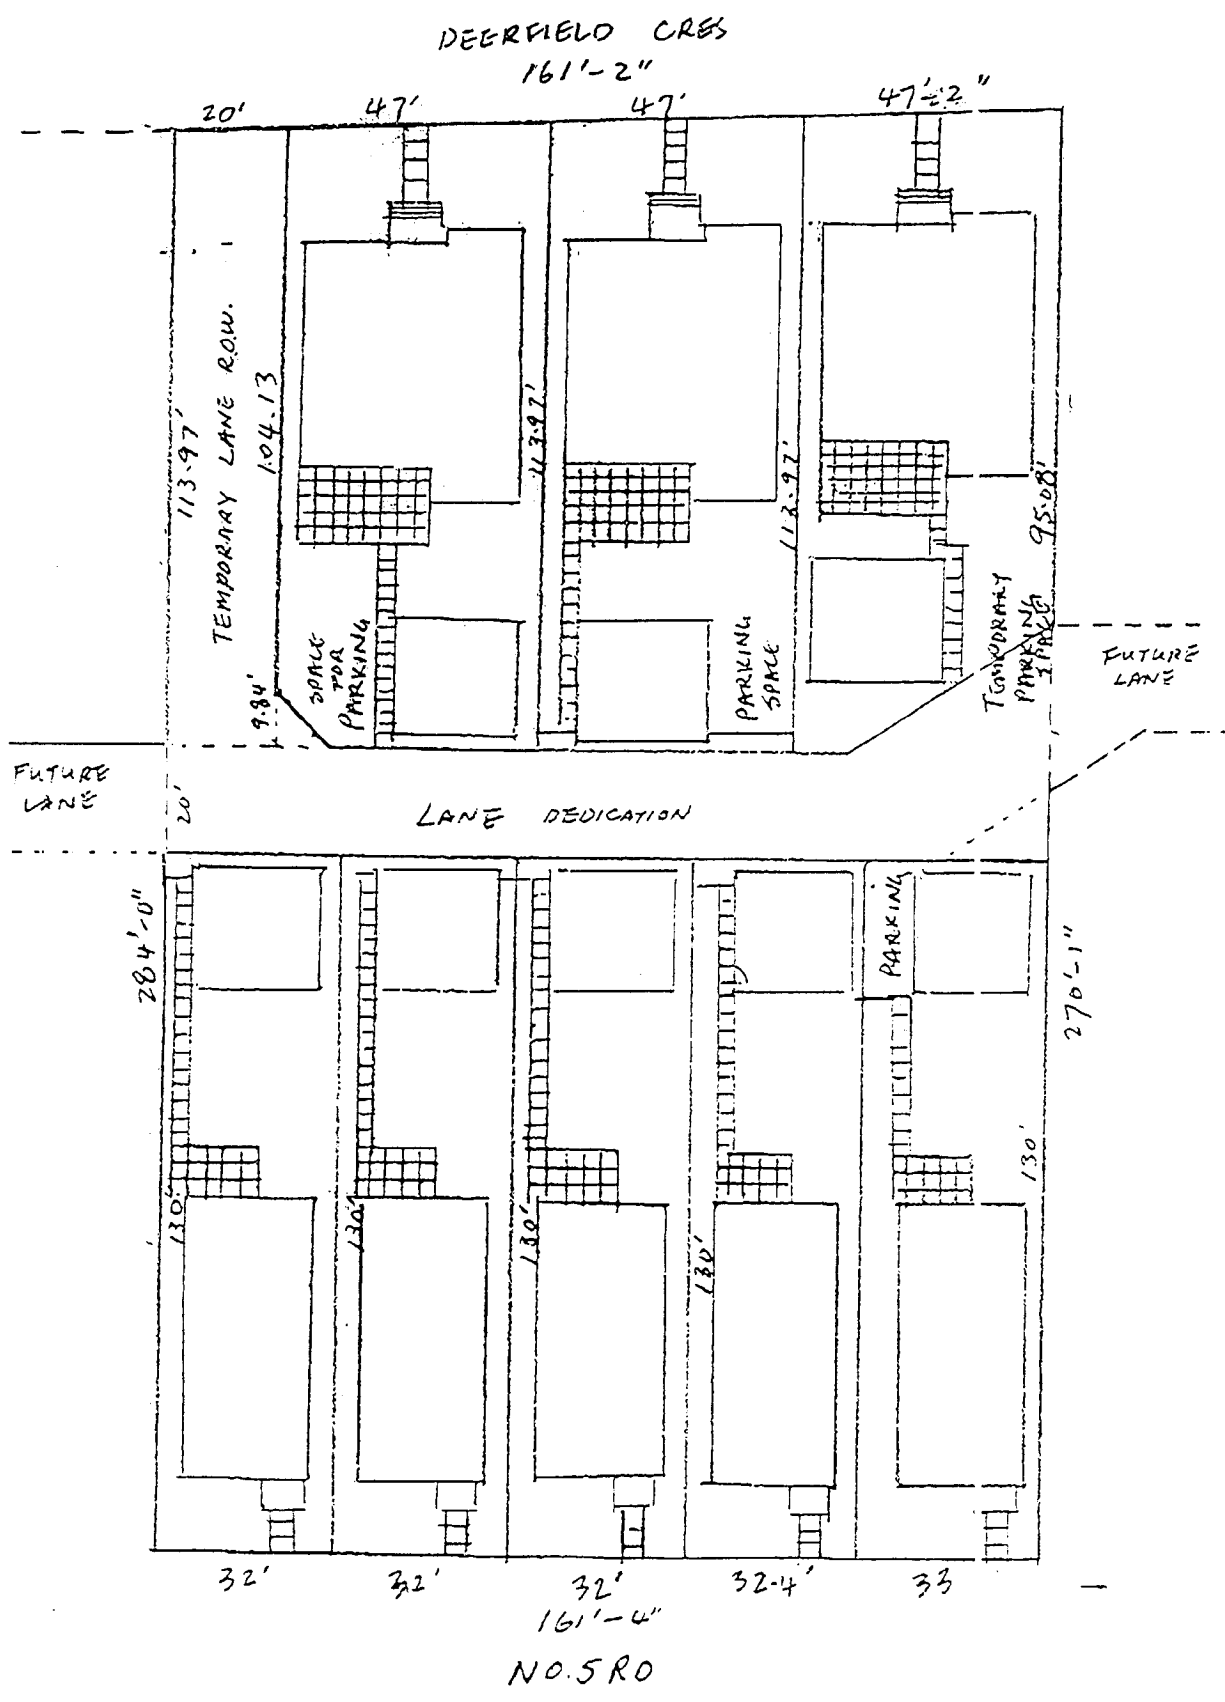 DEERFIELD CRES
161'-2"
20'
47'
47'
47'-2"
113.97'
TEMPORARY LANE R.O.W.
104.13
113.97'
113.97'
95.08'
9.84'
SPACE
FOR
PARKING
PARKING
SPACE
TEMPORARY
PARKING
SPACE
FUTURE
LANE
FUTURE
LANE
20'
LANE DEDICATION
284'-0"
PARKING
270'-1"
130'
130'
130'
130'
130'
32'
32'
32'
32.4'
33
161'-4"
NO.5 RD